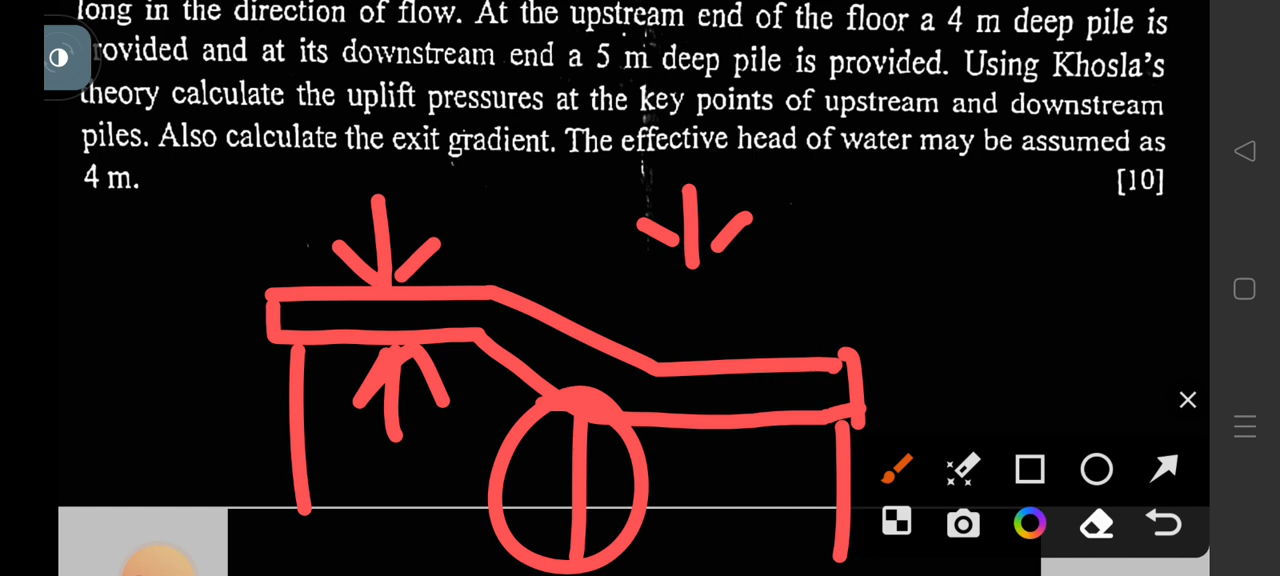 long in the direction of flow. At the upstream end of the floor a 4 m deep pile is
rovided and at its downstream end a 5 m deep pile is provided. Using Khosla's
theory calculate the uplift pressures at the key points of upstream and downstream
piles. Also calculate the exit gradient. The effective head of water may be assumed as
4 m. [10]